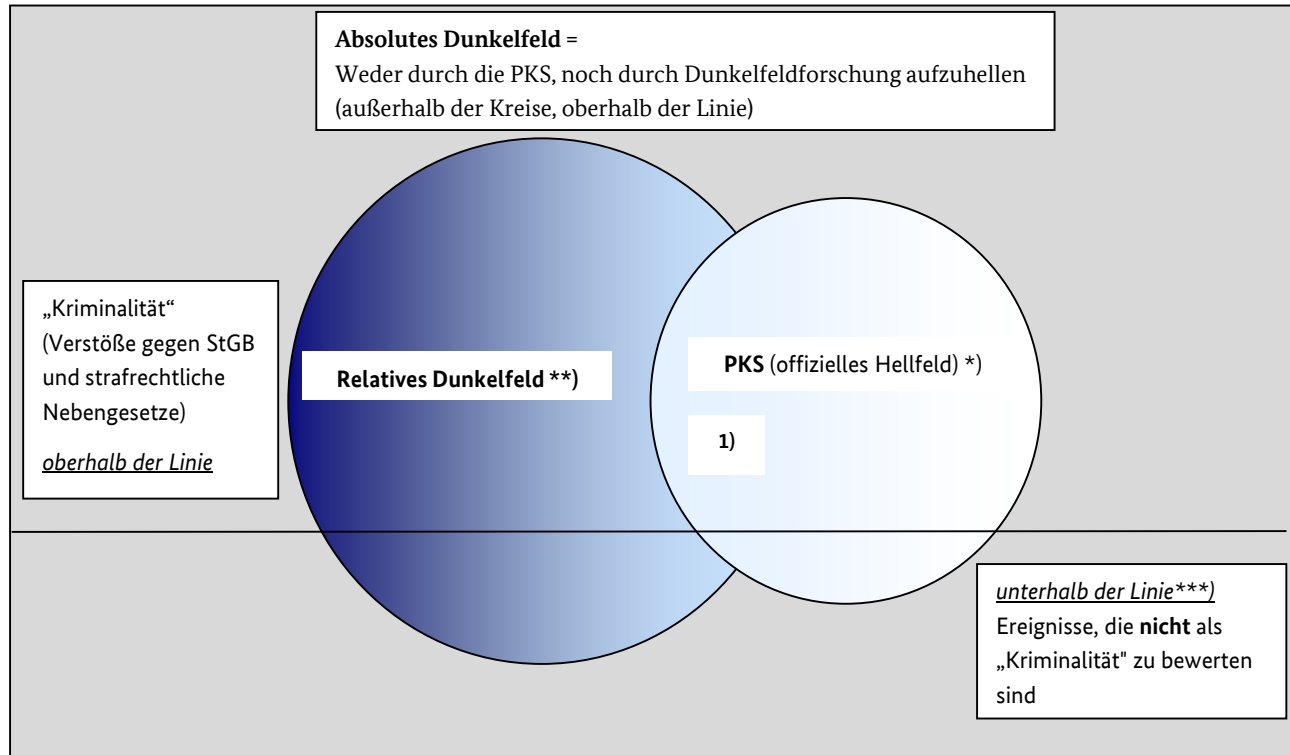 Absolutes Dunkelfeld =
Weder durch die PKS, noch durch Dunkelfeldforschung aufzuhellen
(außerhalb der Kreise, oberhalb der Linie)
„Kriminalität“
(Verstöße gegen StGB
und strafrechtliche
Nebengesetze)
oberhalb der Linie
Relatives Dunkelfeld **)
PKS (offizielles Hellfeld) *)
1)
unterhalb der Linie***)
Ereignisse, die nicht als
„Kriminalität" zu bewerten
sind